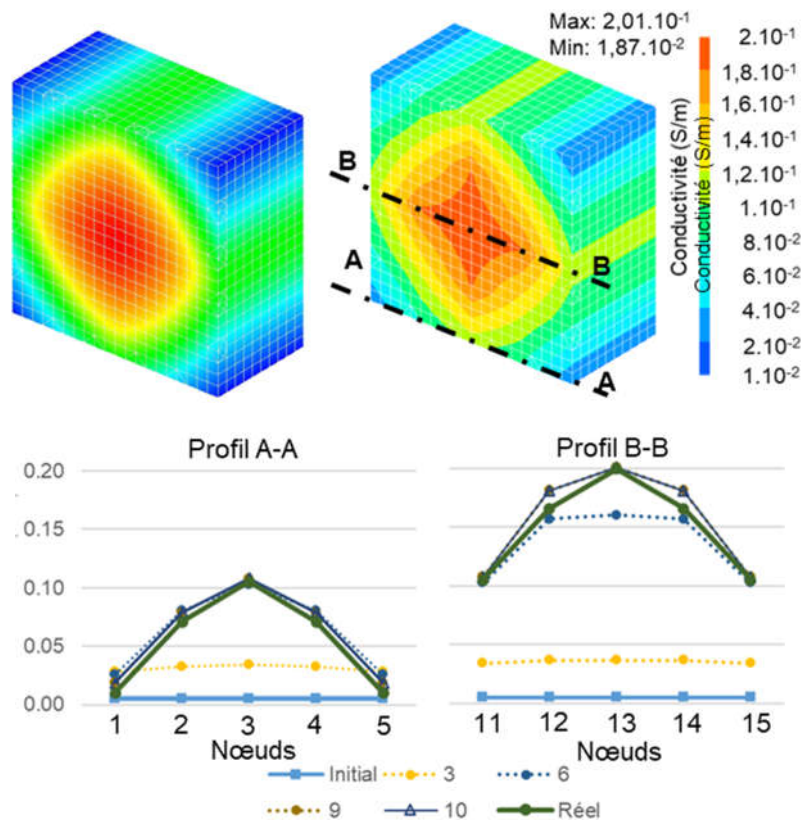 Max: 2,01.10-1
Min: 1,87.10-2
Conductivité (S/m)
Conductivité (S/m)
2.10-1
1,8.10-1
1,6.10-1
1,4.10-1
1,2.10-1
1.10-1
8.10-2
6.10-2
4.10-2
2.10-2
1.10-2
B
B
A
A
Profil A-A
0.20
0.15
0.10
0.05
0.00
1 2 3 4 5
Nœuds
Profil B-B
11 12 13 14 15
Nœuds
Initial 3 6
9 10 Réel